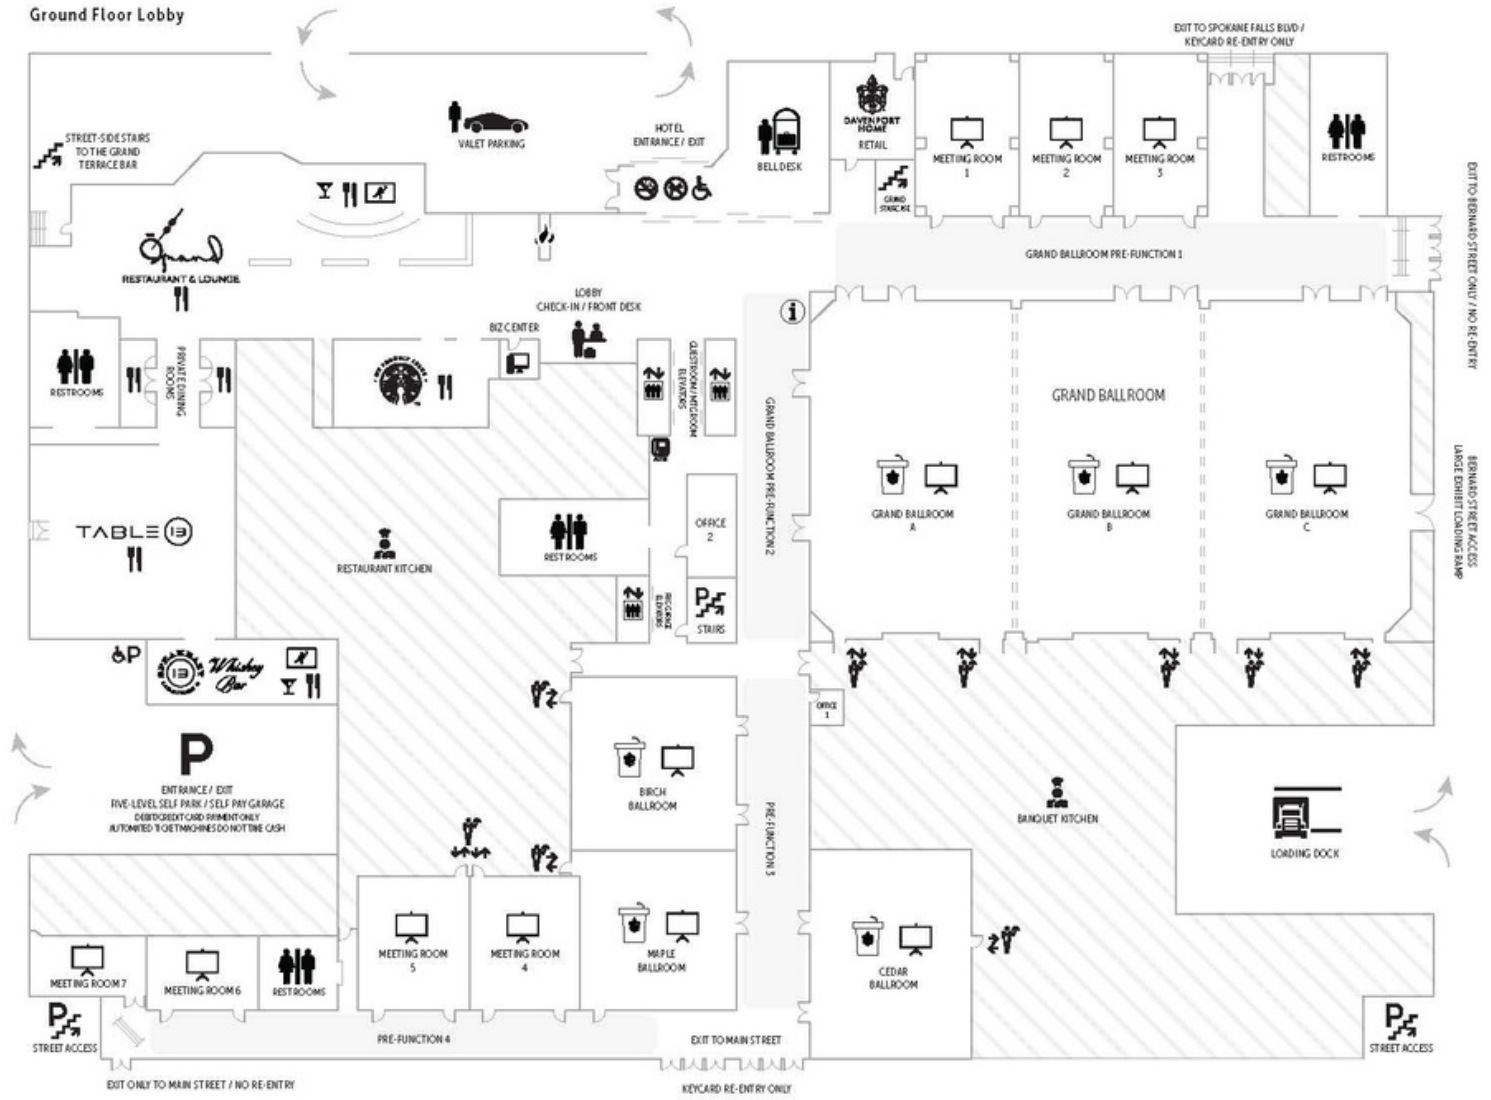 Ground Floor Lobby
EXIT TO SPOKANE FALLS BLVD /
KEYCARD RE-ENTRY ONLY
STREET-SIDE STAIRS
TO THE GRAND
TERRACE BAR
VALET PARKING
HOTEL
ENTRANCE / EXIT
BELL DESK
DAVENPORT
HOME
RETAIL
GRAND
STAIRCASE
MEETING ROOM
1
MEETING ROOM
2
MEETING ROOM
3
RESTROOMS
EXIT TO BERNARD STREET ONLY / NO RE-ENTRY
Grand
RESTAURANT & LOUNGE
GRAND BALLROOM PRE-FUNCTION 1
LOBBY
CHECK-IN / FRONT DESK
BIZ CENTER
i
RESTROOMS
PRIVATE DINING
ROOMS
GUESTROOM / MTG ROOM
ELEVATORS
GRAND BALLROOM PRE-FUNCTION 2
GRAND BALLROOM
GRAND BALLROOM
A
GRAND BALLROOM
B
GRAND BALLROOM
C
BERNARD STREET ACCESS
LARGE EXHIBIT LOADING RAMP
TABLE 13
RESTAURANT KITCHEN
RESTROOMS
OFFICE
2
ELEVATORS
P
STAIRS
P
13
Whiskey
Bar
OFFICE
1
P
ENTRANCE / EXIT
FIVE-LEVEL SELF PARK / SELF PAY GARAGE
DEBIT/CREDIT CARD PAYMENT ONLY
AUTOMATED TICKET MACHINES DO NOT TAKE CASH
BIRCH
BALLROOM
PRE-FUNCTION 3
BANQUET KITCHEN
LOADING DOCK
MEETING ROOM 7
MEETING ROOM 6
RESTROOMS
MEETING ROOM
5
MEETING ROOM
4
MAPLE
BALLROOM
CEDAR
BALLROOM
P
STREET ACCESS
PRE-FUNCTION 4
EXIT TO MAIN STREET
P
STREET ACCESS
EXIT ONLY TO MAIN STREET / NO RE-ENTRY
KEYCARD RE-ENTRY ONLY